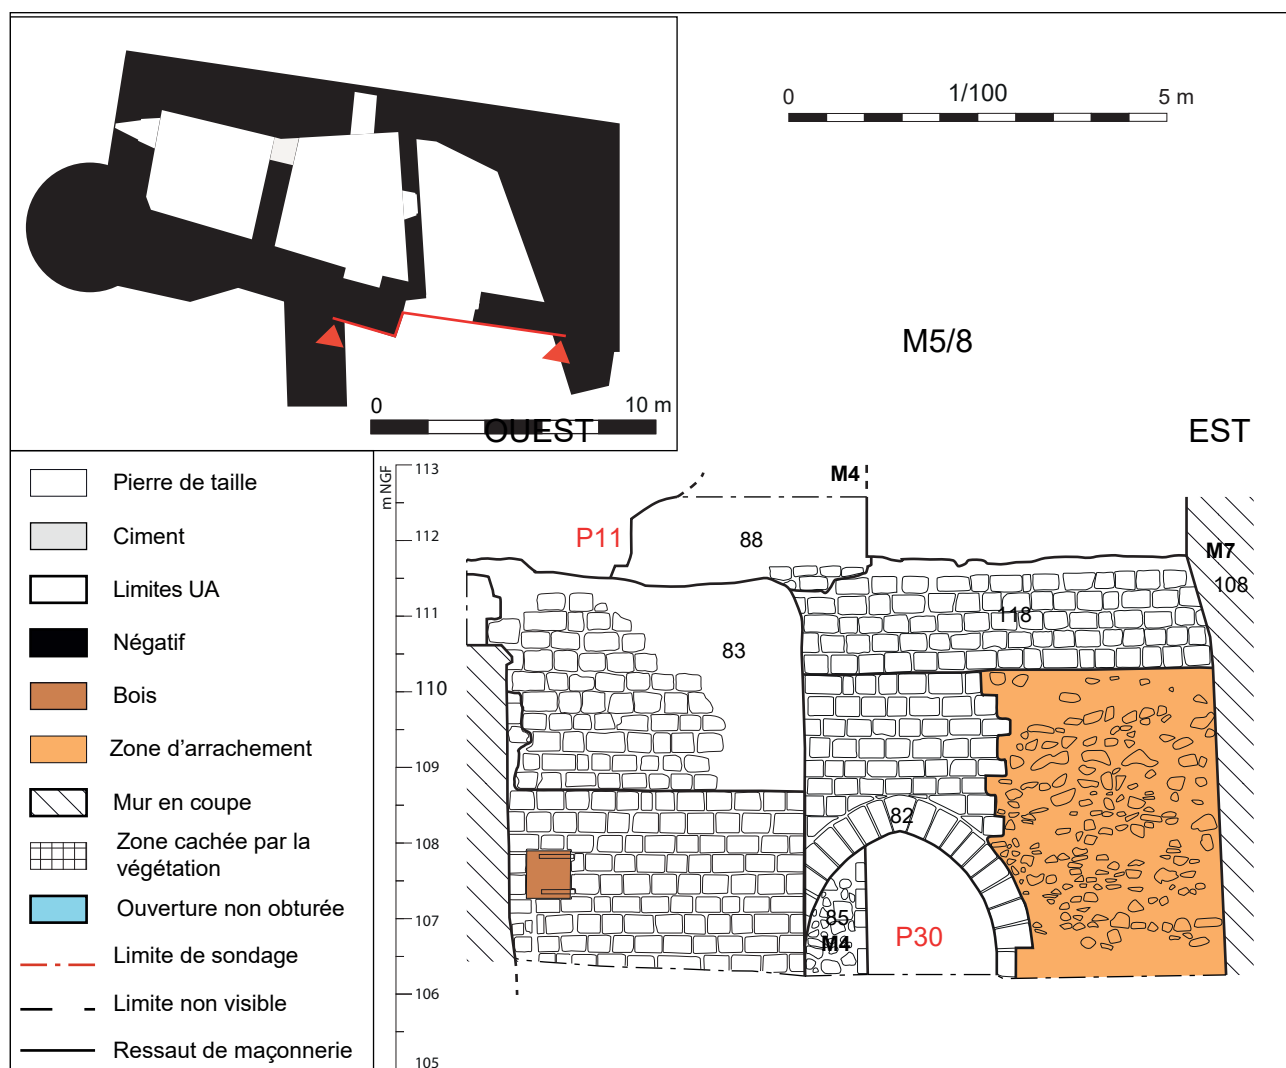 0 1/100 5 m
M5/8
0 10 m
OUEST EST
Pierre de taille
Ciment
Limites UA
Négatif
Bois
Zone d'arrachement
Mur en coupe
Zone cachée par la
végétation
Ouverture non obturée
Limite de sondage
Limite non visible
Ressaut de maçonnerie
m NGF
113
112
111
110
109
108
107
106
105
M4
P11
88
M7
108
118
83
82
85
M4
P30